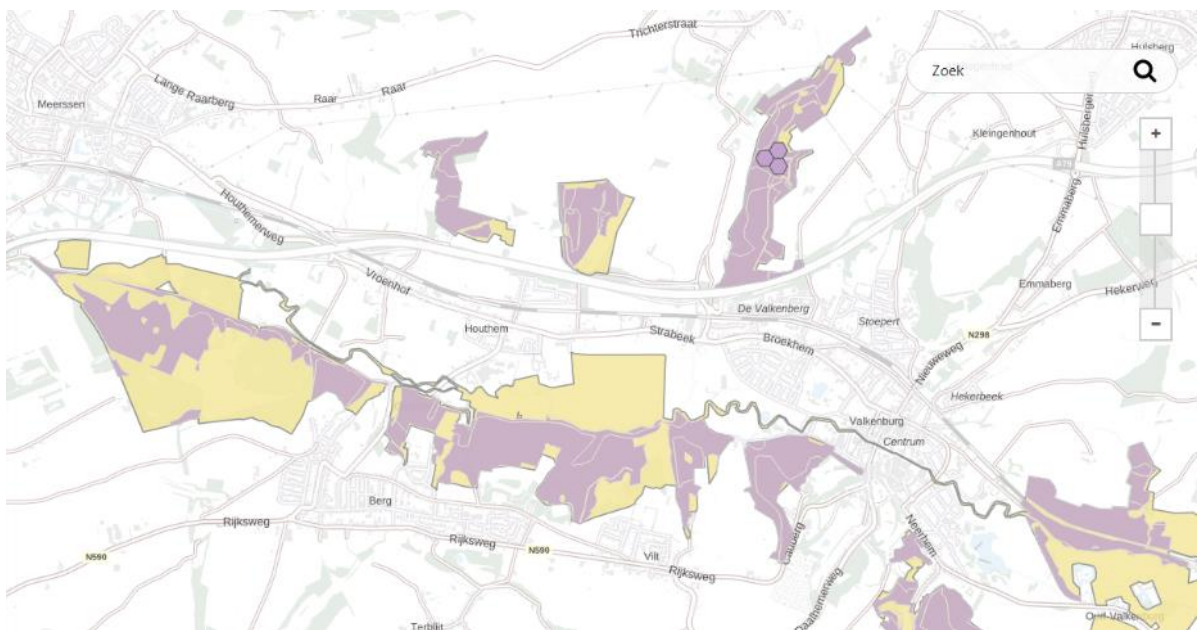 Trichterstraat
Hulsberg
Zoek
Lange Raarberg
Raar
Raar
Meerssen
Kleingenhout
Hulsberger
A79
Houthemerweg
Emmaberg
Vroenhof
Emmaberg
Hekerweg
De Valkenberg
Stoepert
Houthem
Strabeek
Broekhem
N298
Nieuweweg
Hekerbeek
Valkenburg
Centrum
Berg
Rijksweg
Rijksweg
N590
N590
Vilt
Rijksweg
Cauberg
Neerhem
Daalhemerweg
Oud-Valkenburg
Terblijt